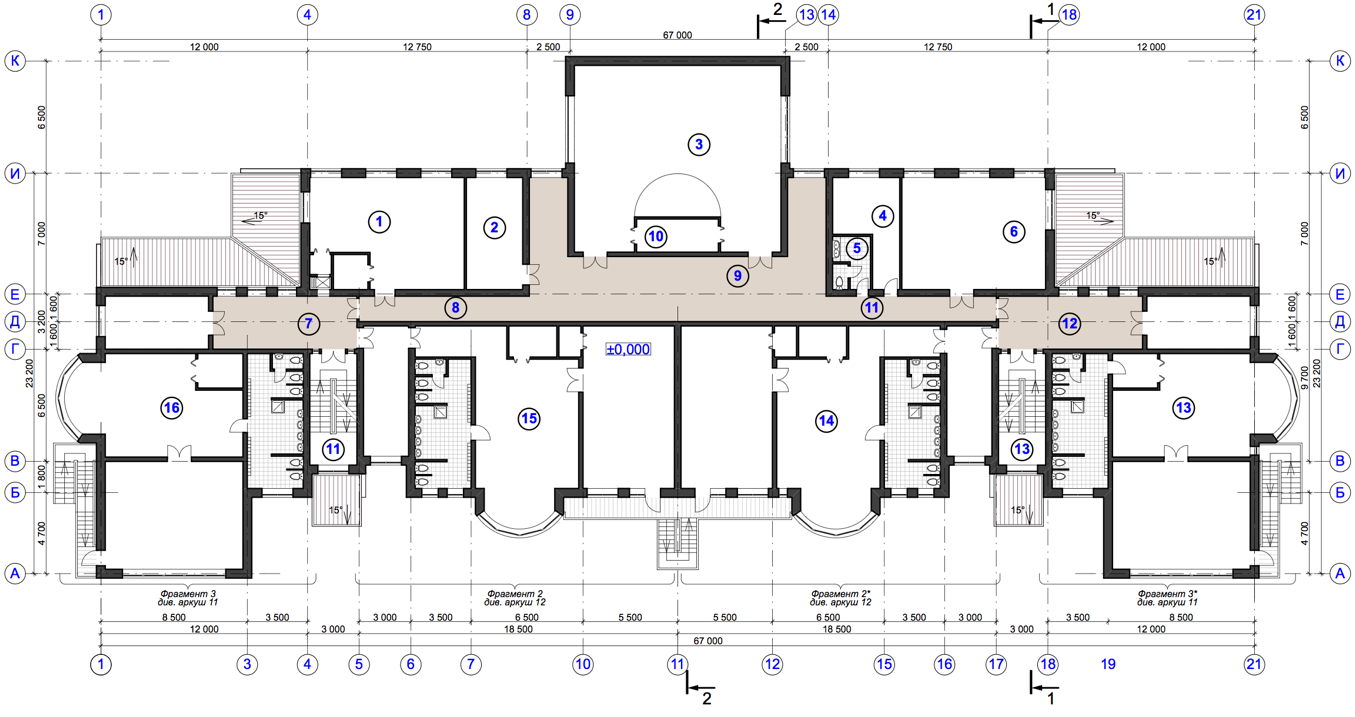 1 4 8 9 2 13 14 1 18 21
67 000
12 000 12 750 2 500 2 500 12 750 12 000
К К
6 500 6 500
3
И И
15° 1 2 4 6 15°
7 000 10 5 7 000
15° 9 15°
Е Е
1 600 8 11 1 600
Д 3 200 7 12 Д
1 600 1 600
Г ±0,000 Г
23 200 9 700 23 200
6 500 16 15 14 13
11 13
В В
1 800
Б Б
15° 15°
4 700 4 700
А А
Фрагмент 3 Фрагмент 2 Фрагмент 2* Фрагмент 3*
див. аркуш 11 див. аркуш 12 див. аркуш 12 див. аркуш 11
8 500 3 500 3 000 3 500 6 500 5 500 5 500 6 500 3 500 3 000 3 500 8 500
12 000 3 000 18 500 18 500 3 000 12 000
67 000
1 3 4 5 6 7 10 11 12 15 16 17 18 19 21
2 1